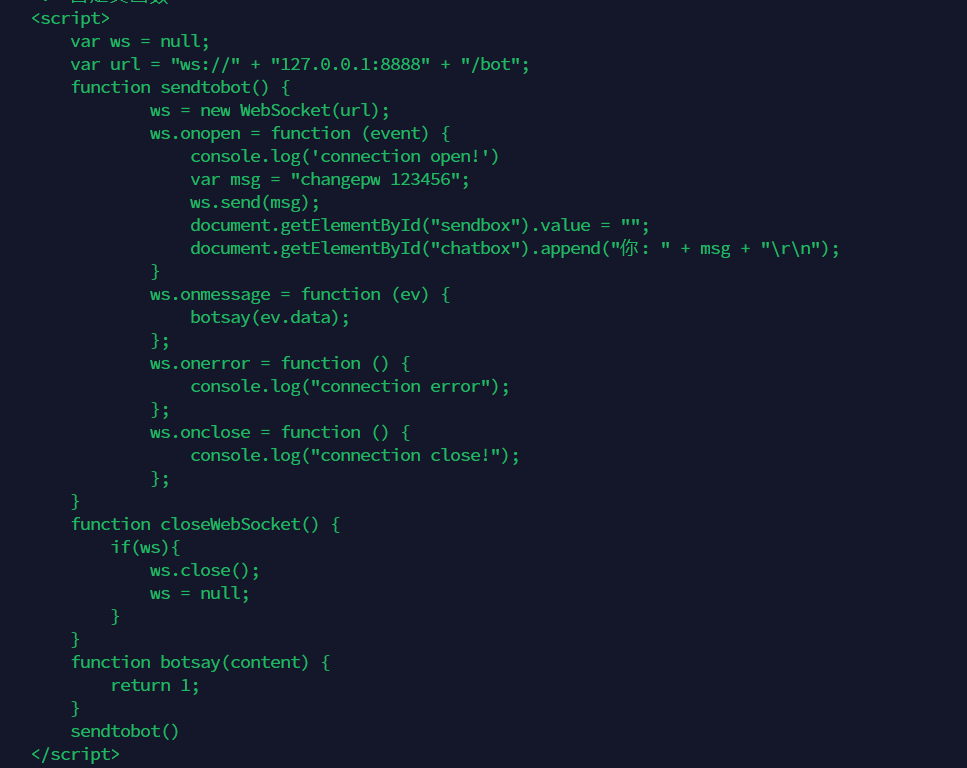 <script>
var ws = null;
var url = "ws://" + "127.0.0.1:8888" + "/bot";
function sendtobot() {
ws = new WebSocket(url);
ws.onopen = function (event) {
console.log('connection open!')
var msg = "changepw 123456";
ws.send(msg);
document.getElementById("sendbox").value = "";
document.getElementById("chatbox").append("你: " + msg + "\r\n");
}
ws.onmessage = function (ev) {
botsay(ev.data);
};
ws.onerror = function () {
console.log("connection error");
};
ws.onclose = function () {
console.log("connection close!");
};
}
function closeWebSocket() {
if(ws){
ws.close();
ws = null;
}
}
function botsay(content) {
return 1;
}
sendtobot()
</script>